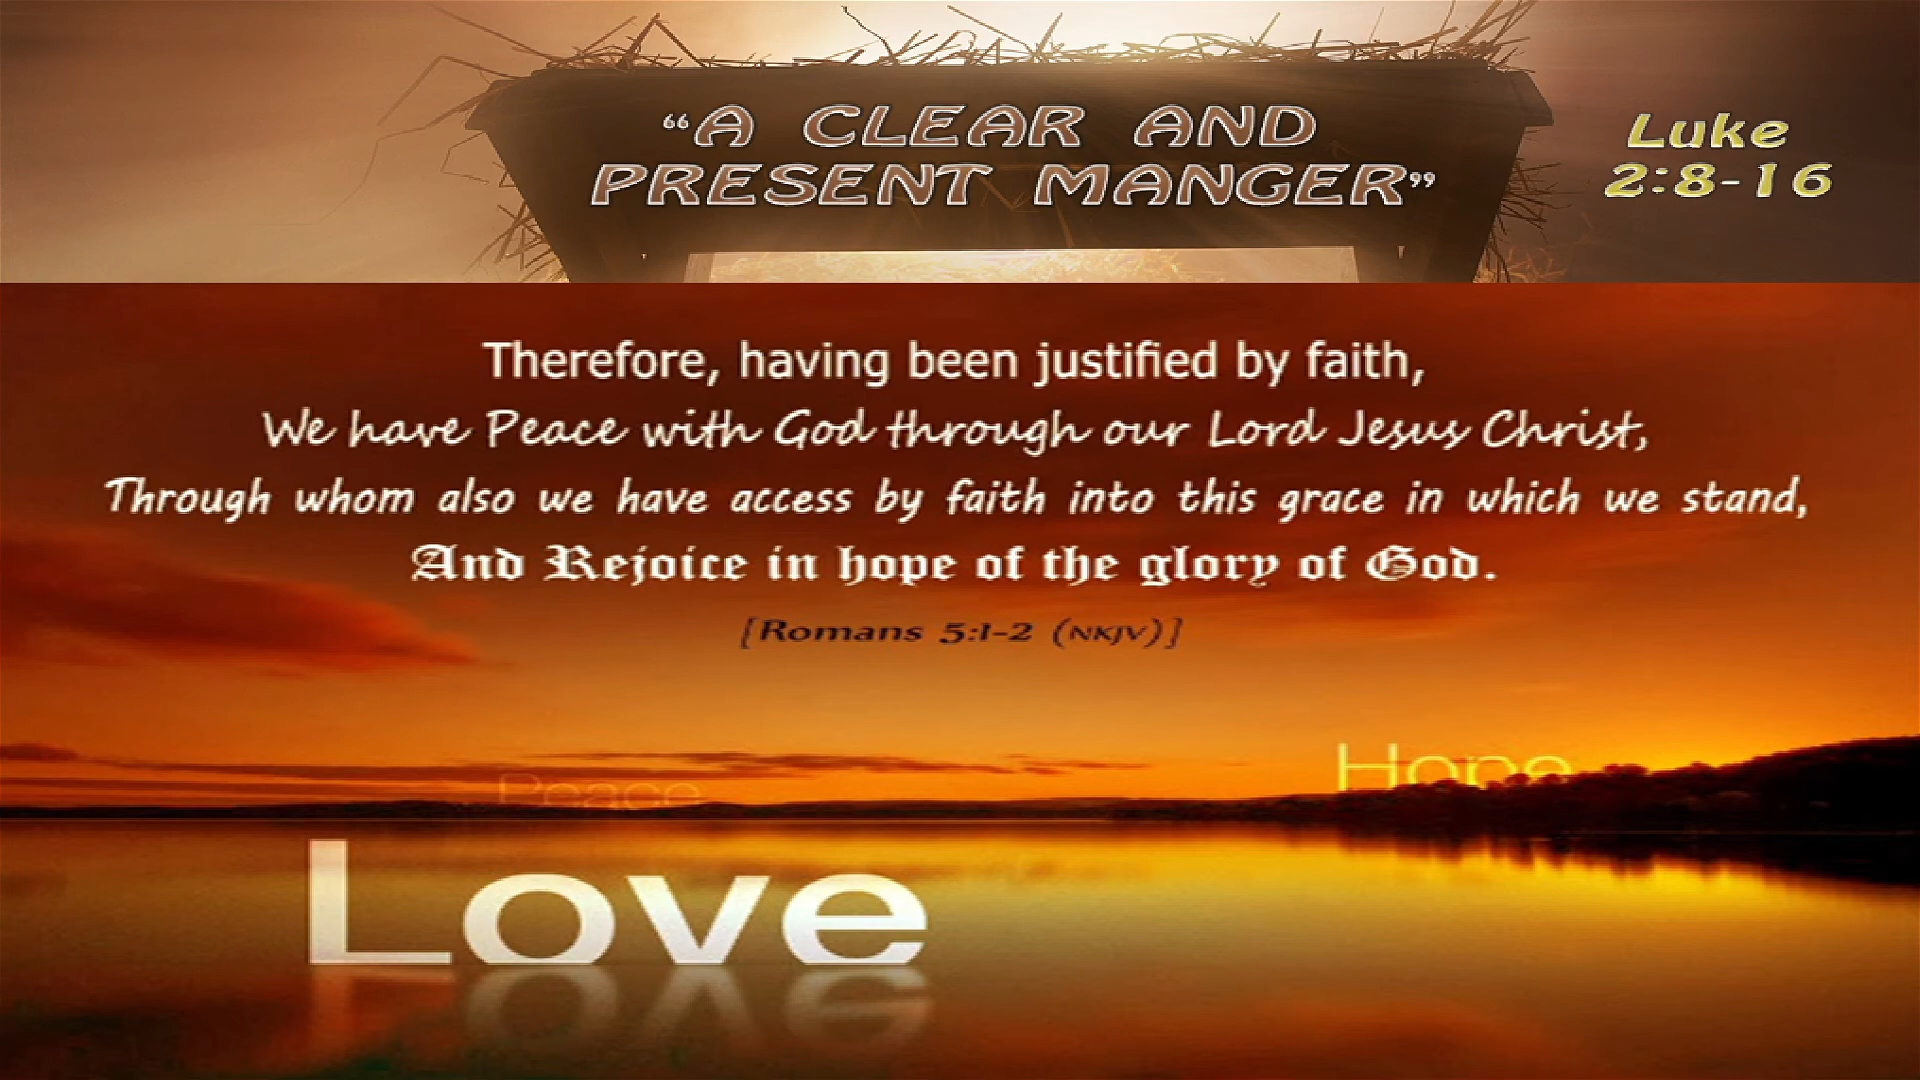 “A CLEAR AND
PRESENT MANGER”
Luke
2:8-16
Therefore, having been justified by faith,
We have Peace with God through our Lord Jesus Christ,
Through whom also we have access by faith into this grace in which we stand,
And Rejoice in hope of the glory of God.
[Romans 5:1-2 (NKJV)]
Hope
Peace
Love